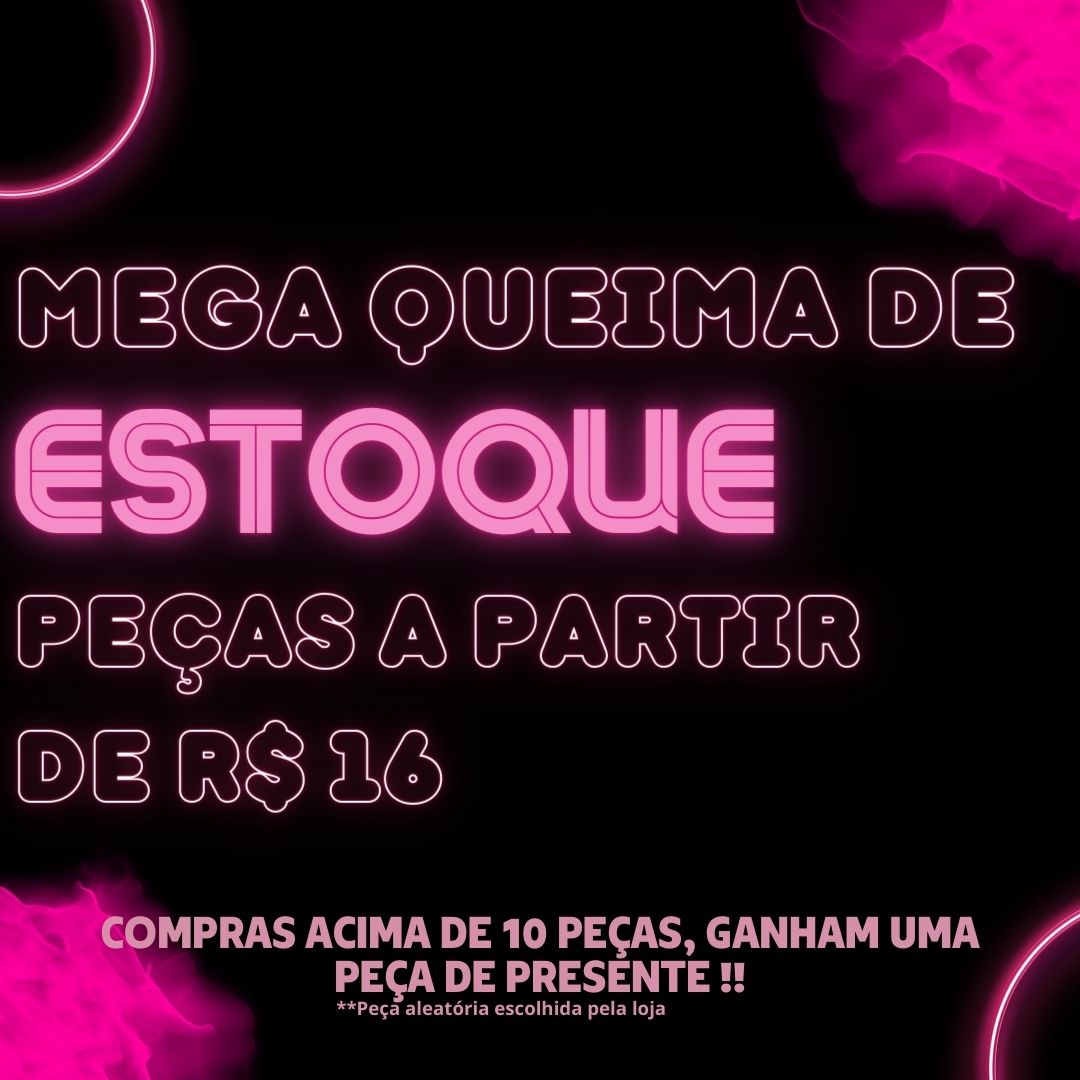 MEGA QUEIMA DE
ESTOQUE
PEÇAS A PARTIR
DE R$ 16
COMPRAS ACIMA DE 10 PEÇAS, GANHAM UMA
PEÇA DE PRESENTE !!
**Peça aleatória escolhida pela loja